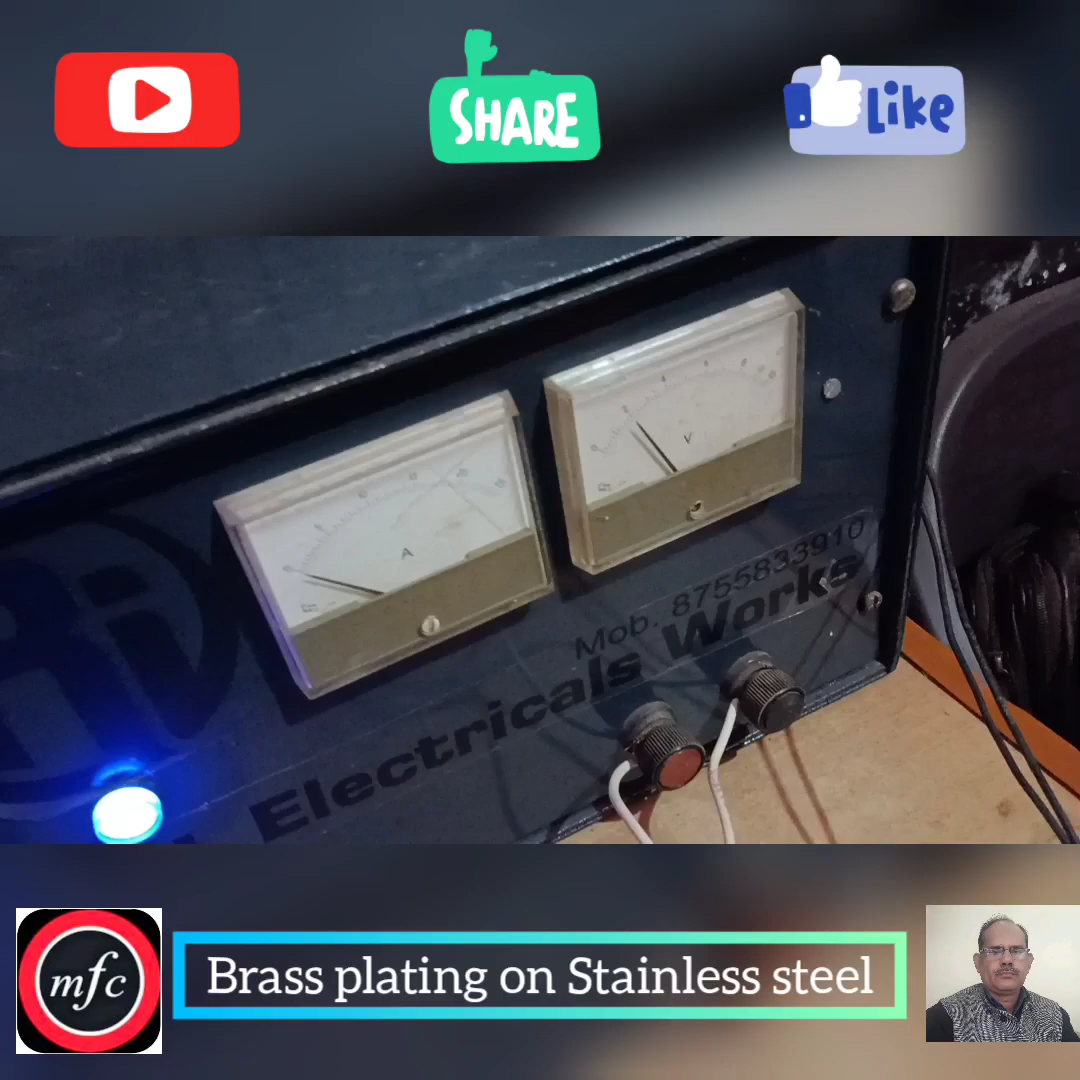 SHARE
Like
A
V
Mob. 8755833910
Electricals Works
mfc
Brass plating on Stainless steel